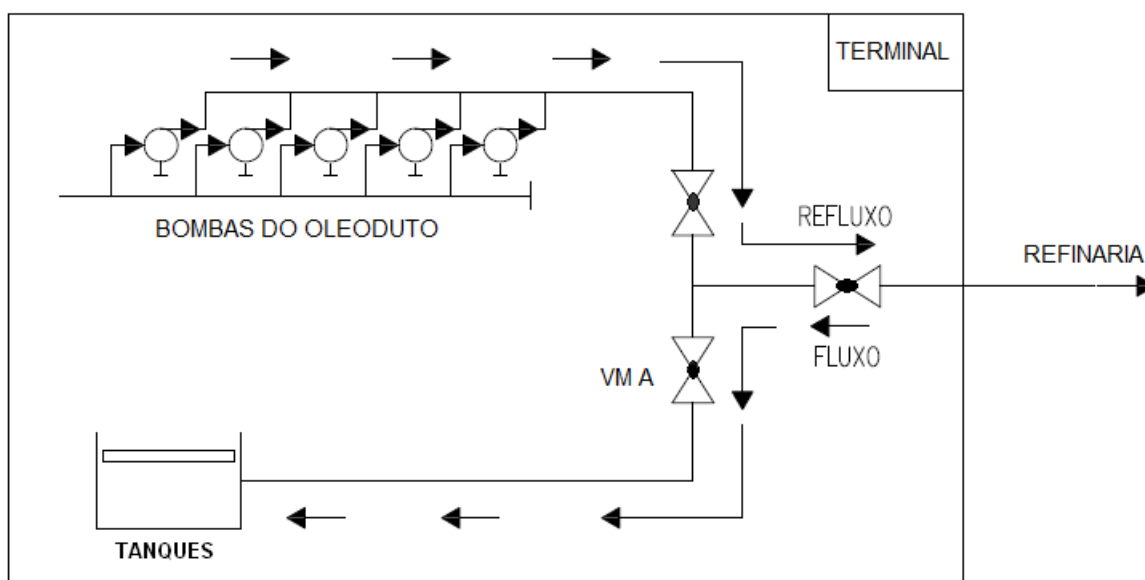 TERMINAL
BOMBAS DO OLEODUTO
REFLUXO
REFINARIA
FLUXO
VM A
TANQUES